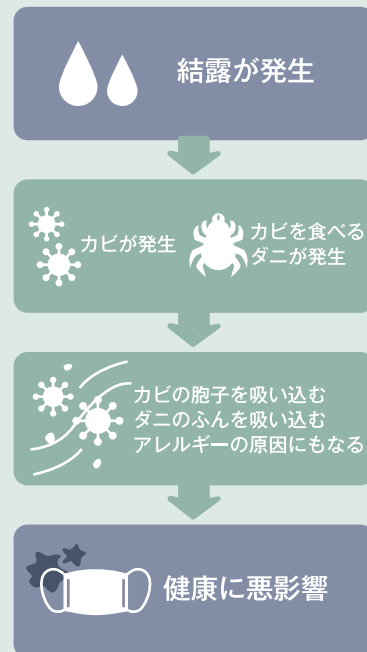 結露が発生
カビが発生
カビを食べる
ダニが発生
カビの胞子を吸い込む
ダニのふんを吸い込む
アレルギーの原因にもなる
健康に悪影響